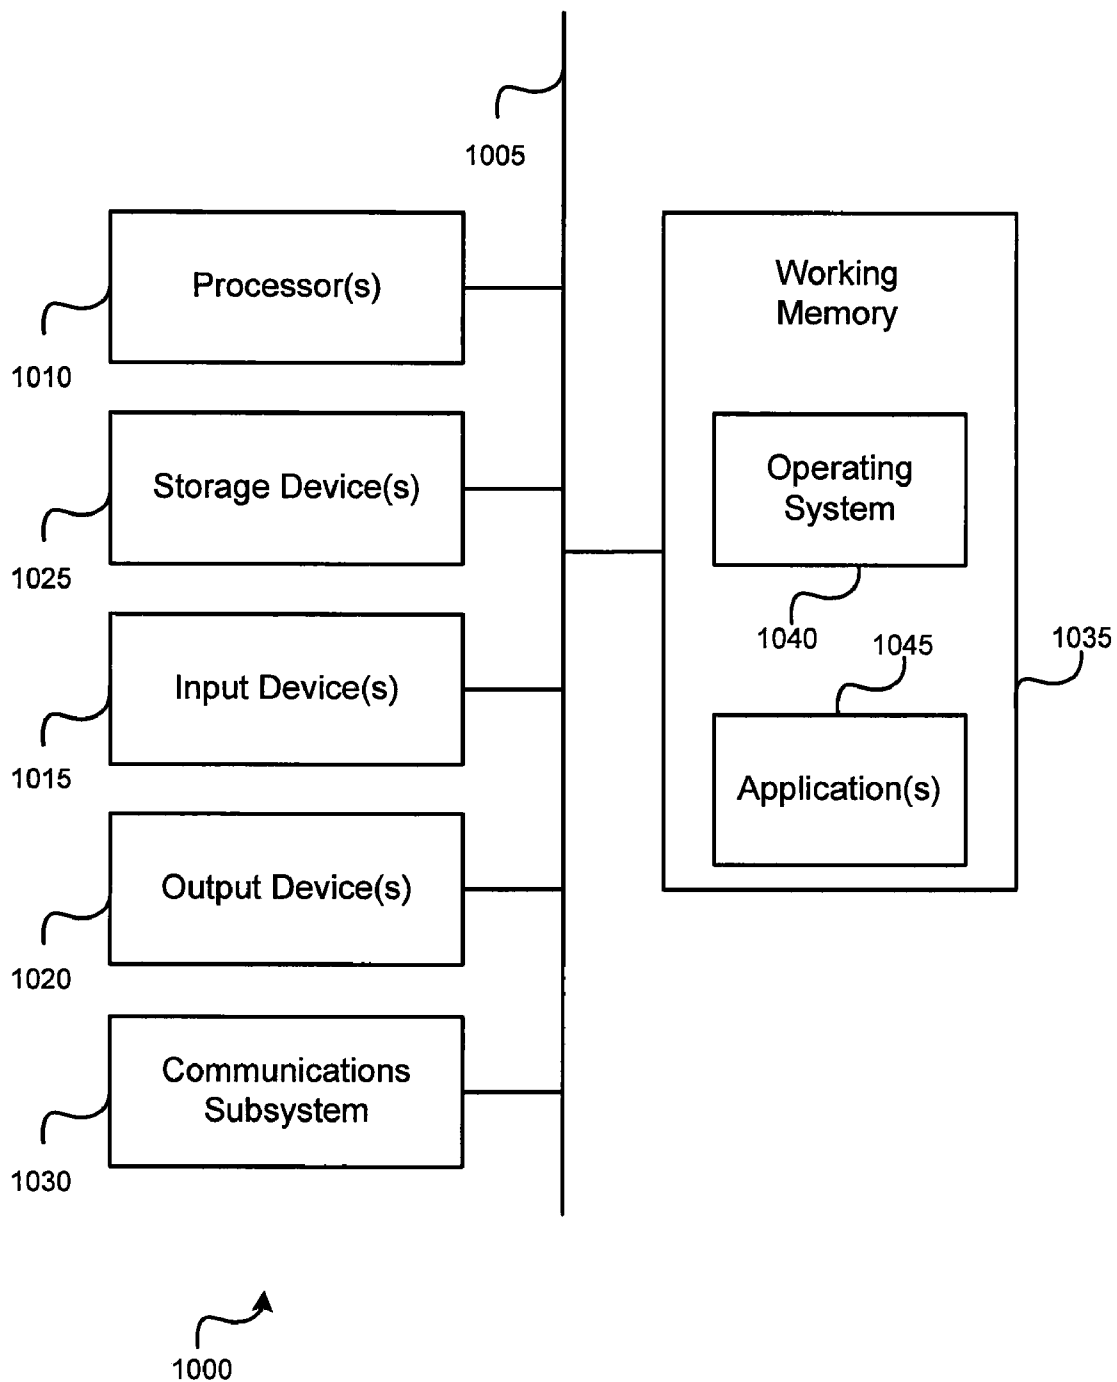 1005
Processor(s)
1010
Storage Device(s)
1025
Input Device(s)
1015
Output Device(s)
1020
Communications
Subsystem
1030
Working
Memory
Operating
System
1040
1045
1035
Application(s)
1000